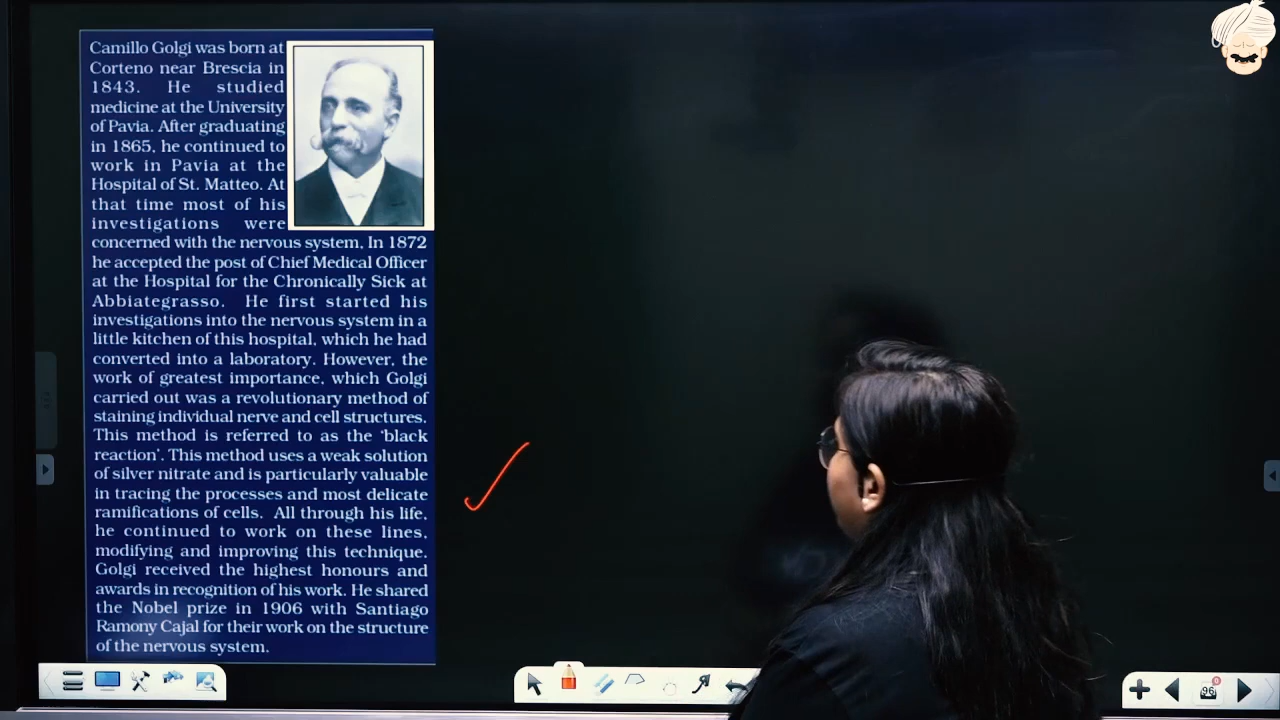 Camillo Golgi was born at
Corteno near Brescia in
1843. He studied
medicine at the University
of Pavia. After graduating
in 1865, he continued to
work in Pavia at the
Hospital of St. Matteo. At
that time most of his
investigations were
concerned with the nervous system, In 1872
he accepted the post of Chief Medical Officer
at the Hospital for the Chronically Sick at
Abbiategrasso. He first started his
investigations into the nervous system in a
little kitchen of this hospital, which he had
converted into a laboratory. However, the
work of greatest importance, which Golgi
carried out was a revolutionary method of
staining individual nerve and cell structures.
This method is referred to as the ‘black
reaction’. This method uses a weak solution
of silver nitrate and is particularly valuable
in tracing the processes and most delicate
ramifications of cells. All through his life,
he continued to work on these lines,
modifying and improving this technique.
Golgi received the highest honours and
awards in recognition of his work. He shared
the Nobel prize in 1906 with Santiago
Ramony Cajal for their work on the structure
of the nervous system.
96